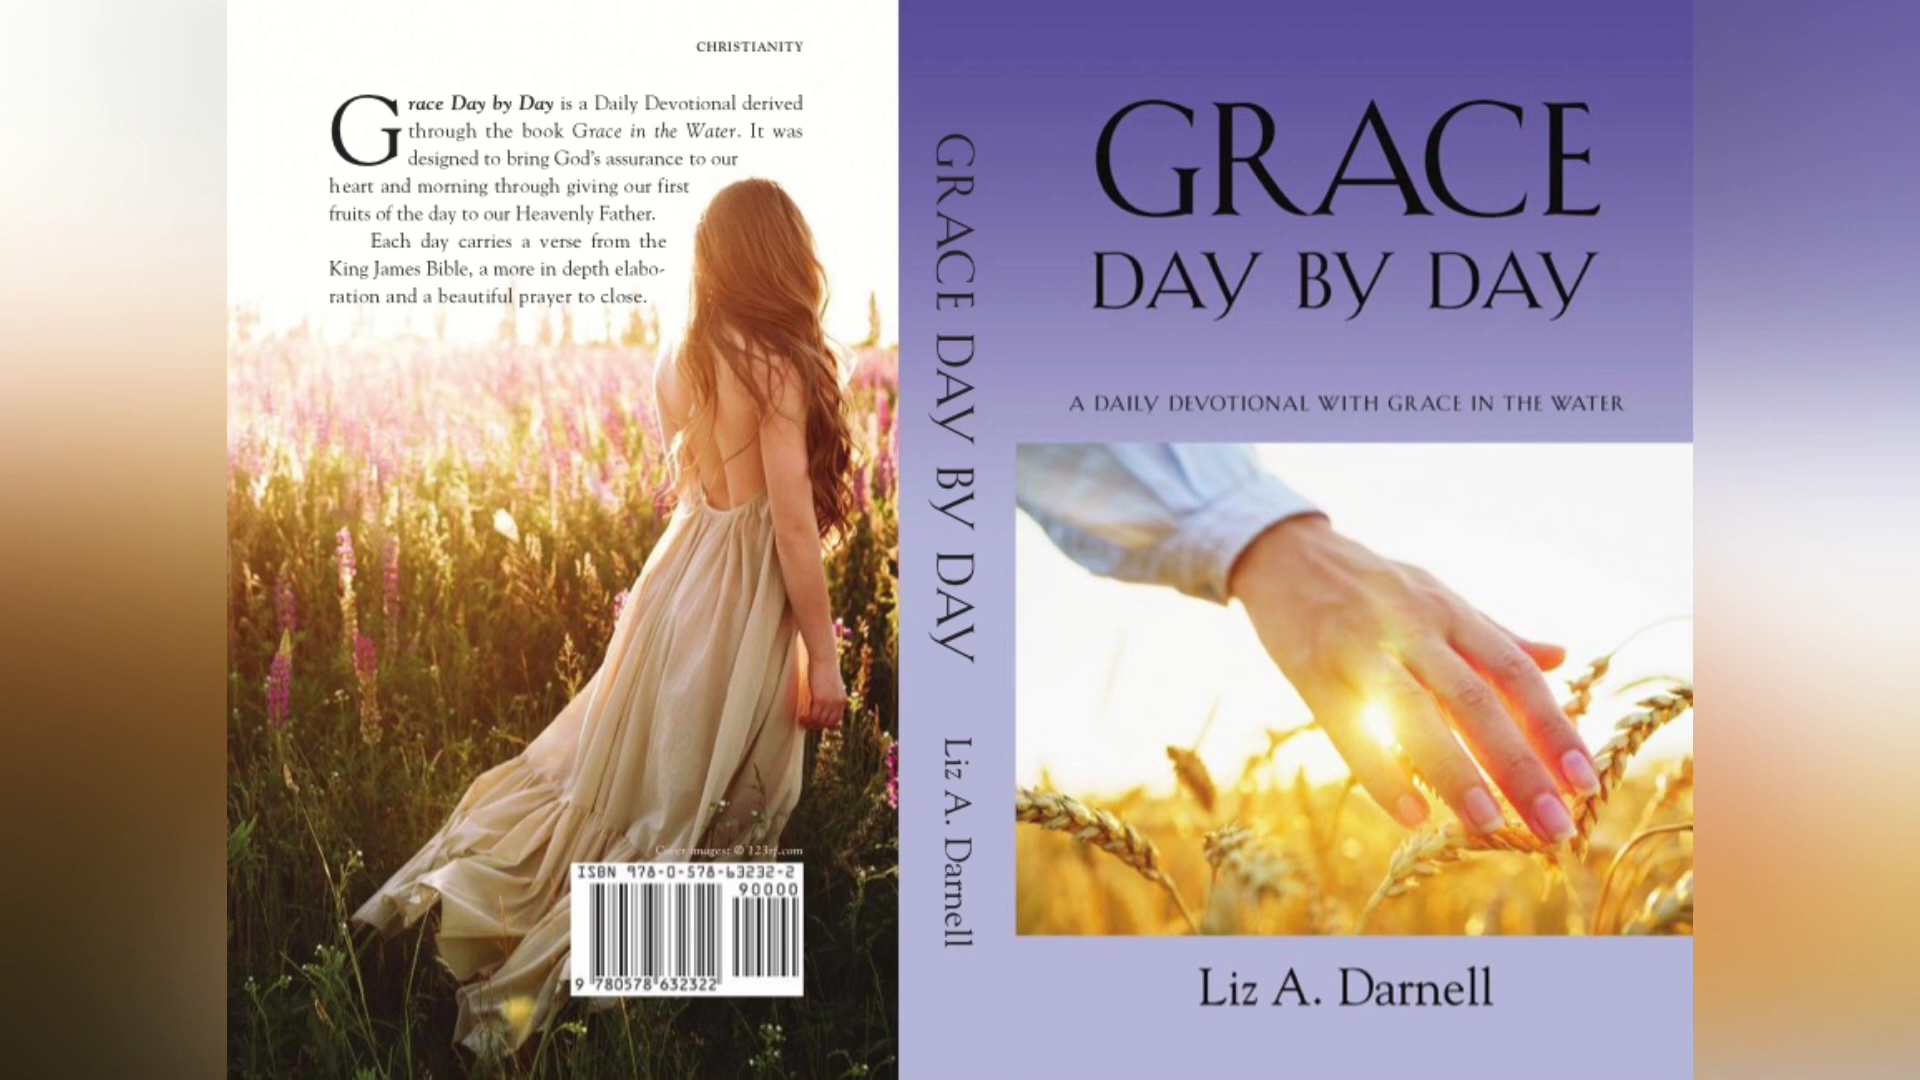 CHRISTIANITY
Grace Day by Day is a Daily Devotional derived
through the book Grace in the Water. It was
designed to bring God's assurance to our
heart and morning through giving our first
fruits of the day to our Heavenly Father.
Each day carries a verse from the
King James Bible, a more in depth elabo-
ration and a beautiful prayer to close.
Cover images: © 123rf.com
ISBN 978-0-578-63232-2
90000
9 780578 632322
GRACE DAY BY DAY Liz A. Darnell
GRACE
DAY BY DAY
A DAILY DEVOTIONAL WITH GRACE IN THE WATER
Liz A. Darnell